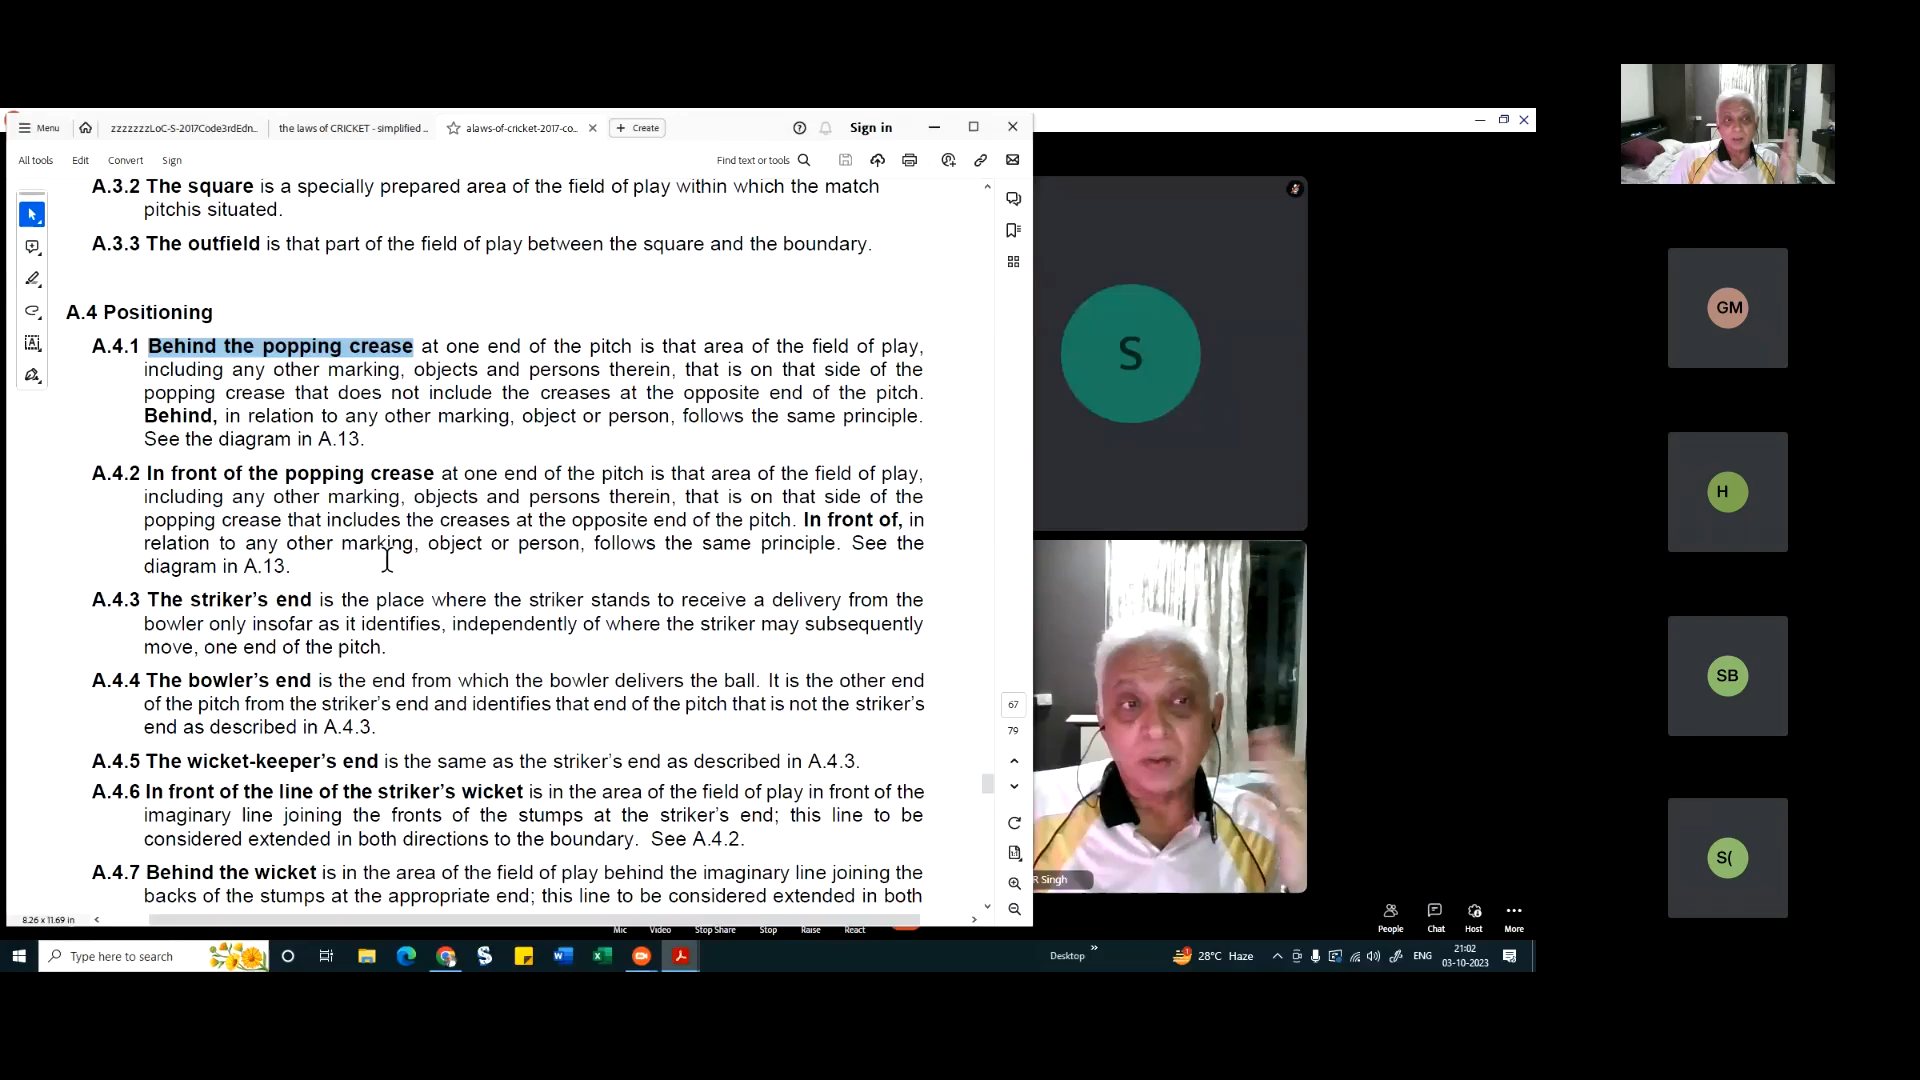 Menu
zzzzzzzLoC-S-2017Code3rdEdn...
the laws of CRICKET - simplified ...
alaws-of-cricket-2017-co...
Create
Sign in
All tools
Edit
Convert
Sign
Find text or tools
A.3.2 The square is a specially prepared area of the field of play within which the match
pitchis situated.
A.3.3 The outfield is that part of the field of play between the square and the boundary.
A.4 Positioning
A.4.1 Behind the popping crease at one end of the pitch is that area of the field of play,
including any other marking, objects and persons therein, that is on that side of the
popping crease that does not include the creases at the opposite end of the pitch.
Behind, in relation to any other marking, object or person, follows the same principle.
See the diagram in A.13.
A.4.2 In front of the popping crease at one end of the pitch is that area of the field of play,
including any other marking, objects and persons therein, that is on that side of the
popping crease that includes the creases at the opposite end of the pitch. In front of, in
relation to any other marking, object or person, follows the same principle. See the
diagram in A.13.
A.4.3 The striker's end is the place where the striker stands to receive a delivery from the
bowler only insofar as it identifies, independently of where the striker may subsequently
move, one end of the pitch.
A.4.4 The bowler's end is the end from which the bowler delivers the ball. It is the other end
of the pitch from the striker's end and identifies that end of the pitch that is not the striker's
end as described in A.4.3.
A.4.5 The wicket-keeper's end is the same as the striker's end as described in A.4.3.
A.4.6 In front of the line of the striker's wicket is in the area of the field of play in front of the
imaginary line joining the fronts of the stumps at the striker's end; this line to be
considered extended in both directions to the boundary. See A.4.2.
A.4.7 Behind the wicket is in the area of the field of play behind the imaginary line joining the
backs of the stumps at the appropriate end; this line to be considered extended in both
8.26 x 11.69 in
67
79
S
R Singh
GM
H
SB
S(
Mic
Video
Stop Share
Stop
Raise
React
People
Chat
Host
More
Type here to search
Desktop
28°C Haze
ENG
21:02
03-10-2023